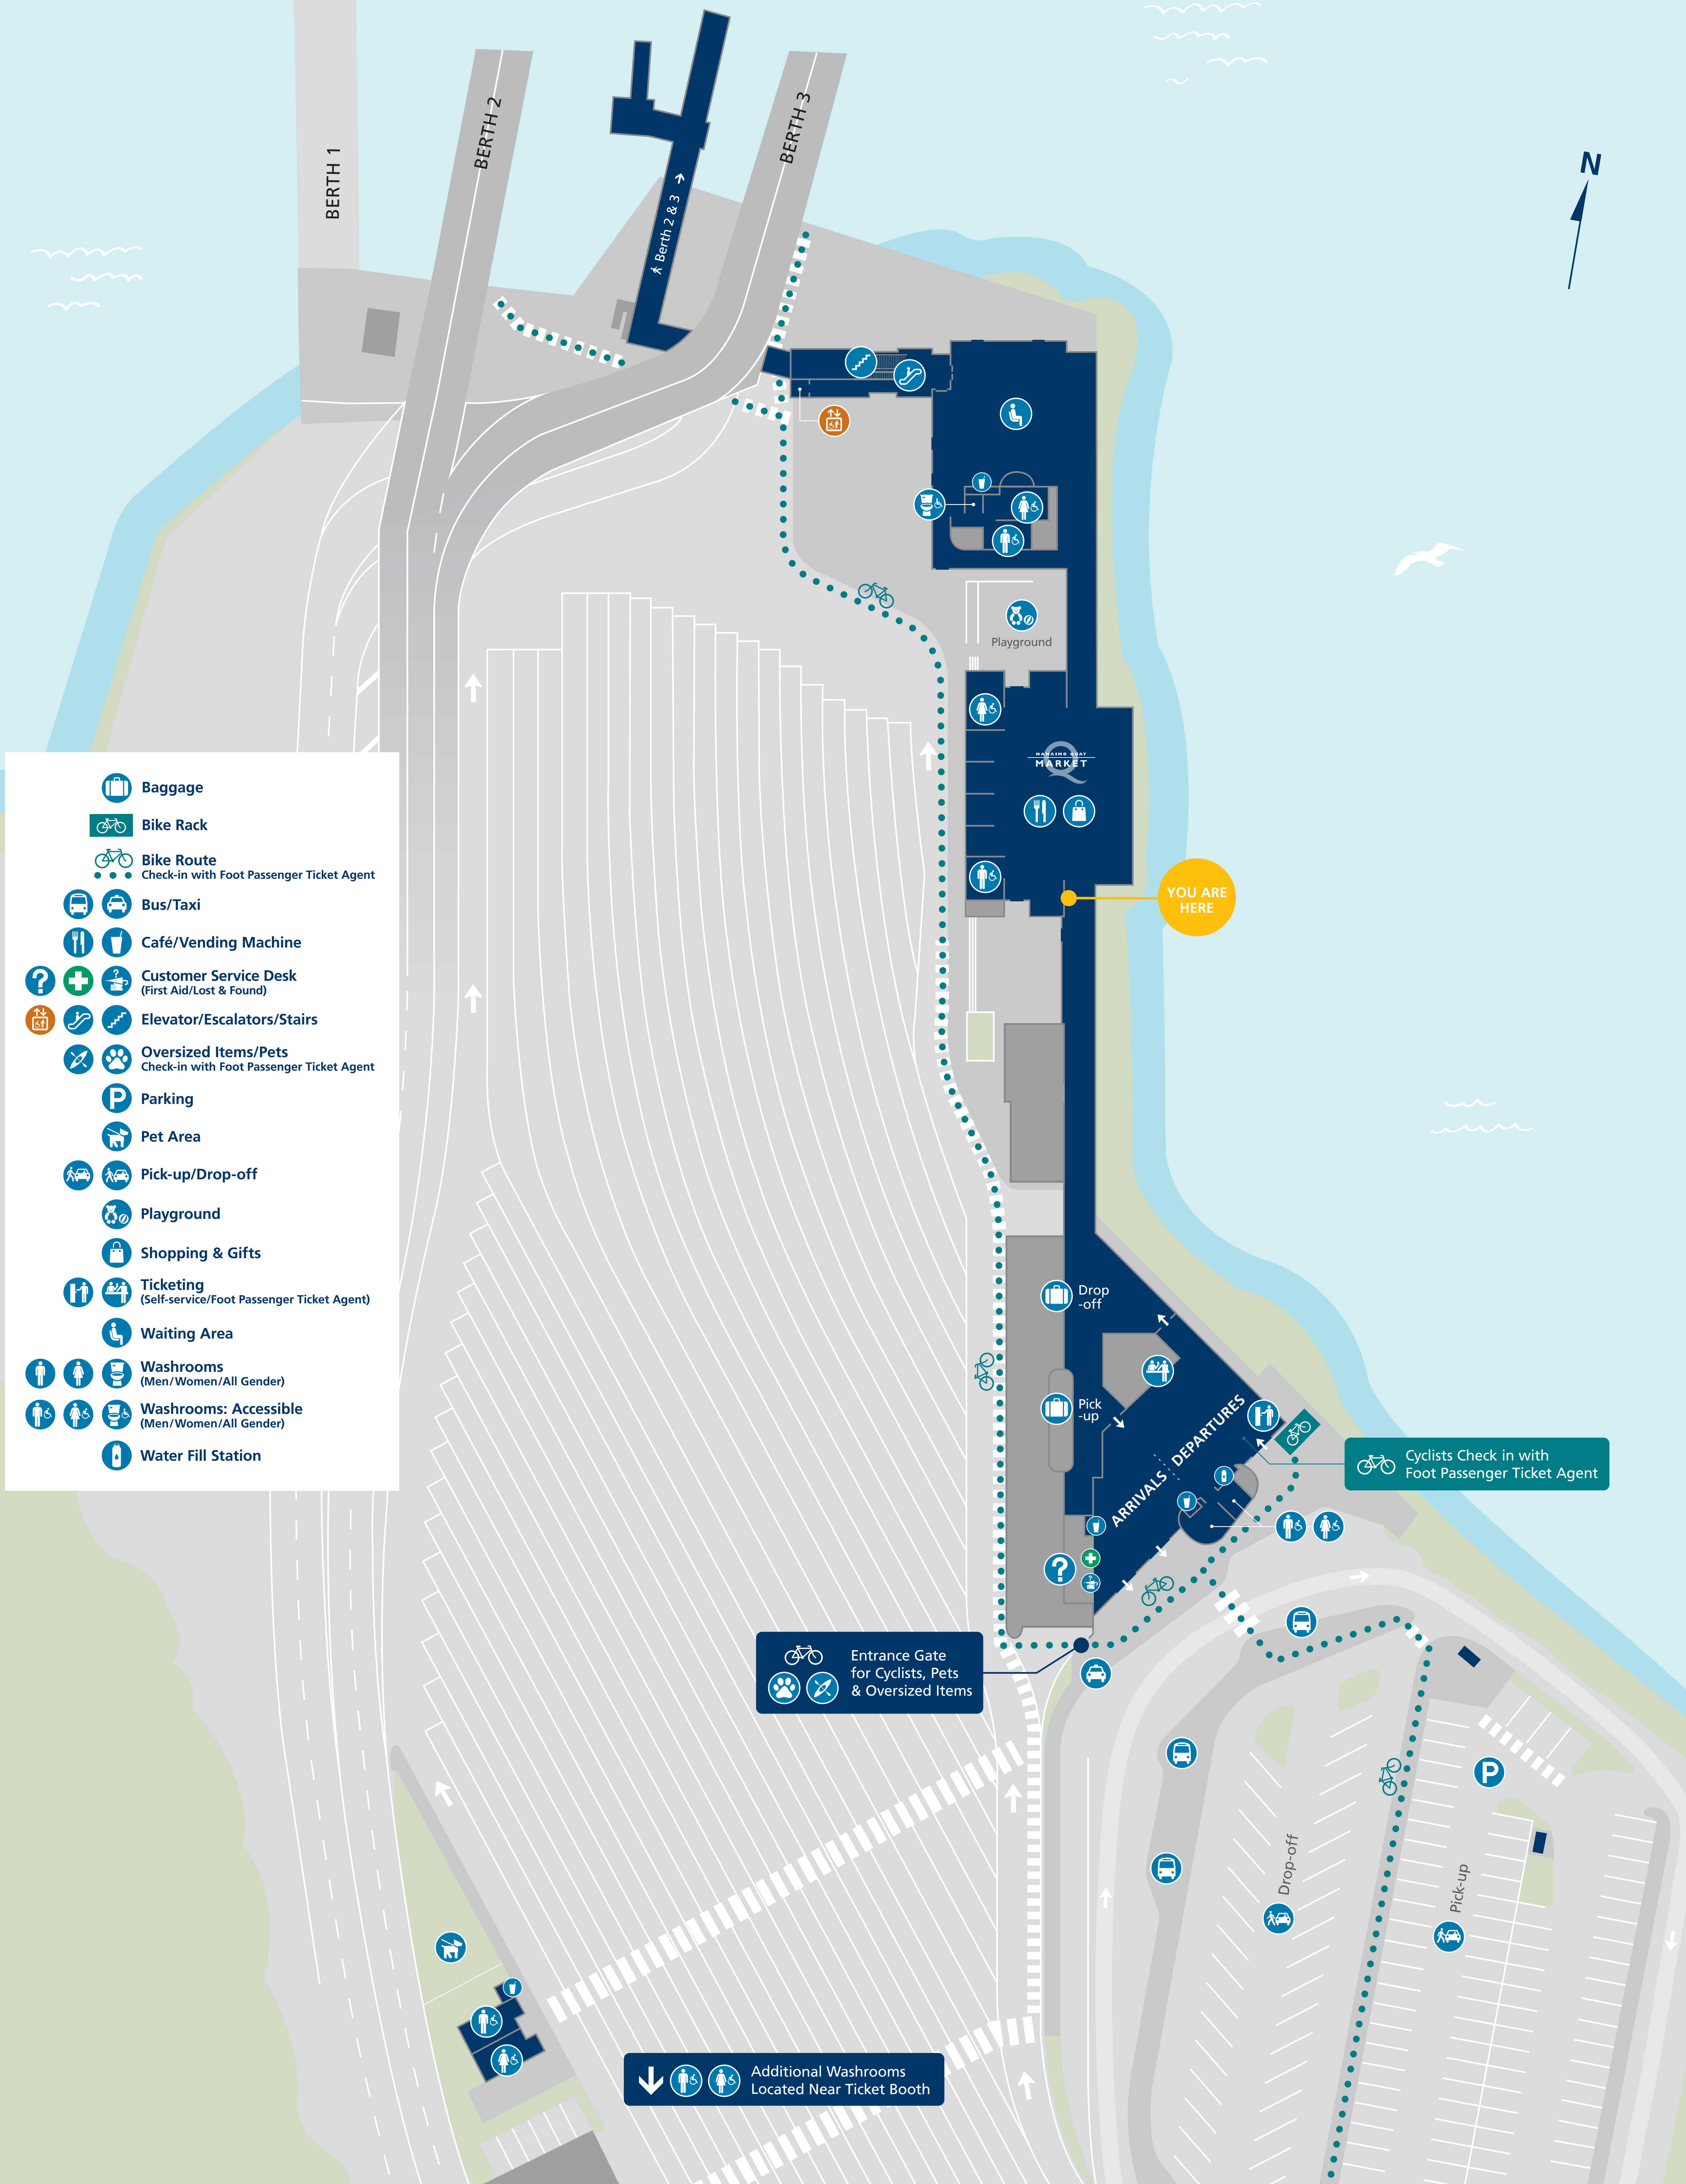 BERTH 1
BERTH 2
Berth 2 & 3
BERTH 3
N
Playground
NANAIMO QUAY
Q
MARKET
YOU ARE
HERE
Baggage
Bike Rack
Bike Route
Check-in with Foot Passenger Ticket Agent
Bus/Taxi
Café/Vending Machine
?
Customer Service Desk
(First Aid/Lost & Found)
Elevator/Escalators/Stairs
Oversized Items/Pets
Check-in with Foot Passenger Ticket Agent
P
Parking
Pet Area
Pick-up/Drop-off
Playground
Shopping & Gifts
Ticketing
(Self-service/Foot Passenger Ticket Agent)
Waiting Area
Washrooms
(Men/Women/All Gender)
Washrooms: Accessible
(Men/Women/All Gender)
Water Fill Station
Drop
-off
Pick
-up
ARRIVALS
DEPARTURES
Cyclists Check in with
Foot Passenger Ticket Agent
?
Entrance Gate
for Cyclists, Pets
& Oversized Items
P
Drop-off
Pick-up
Additional Washrooms
Located Near Ticket Booth